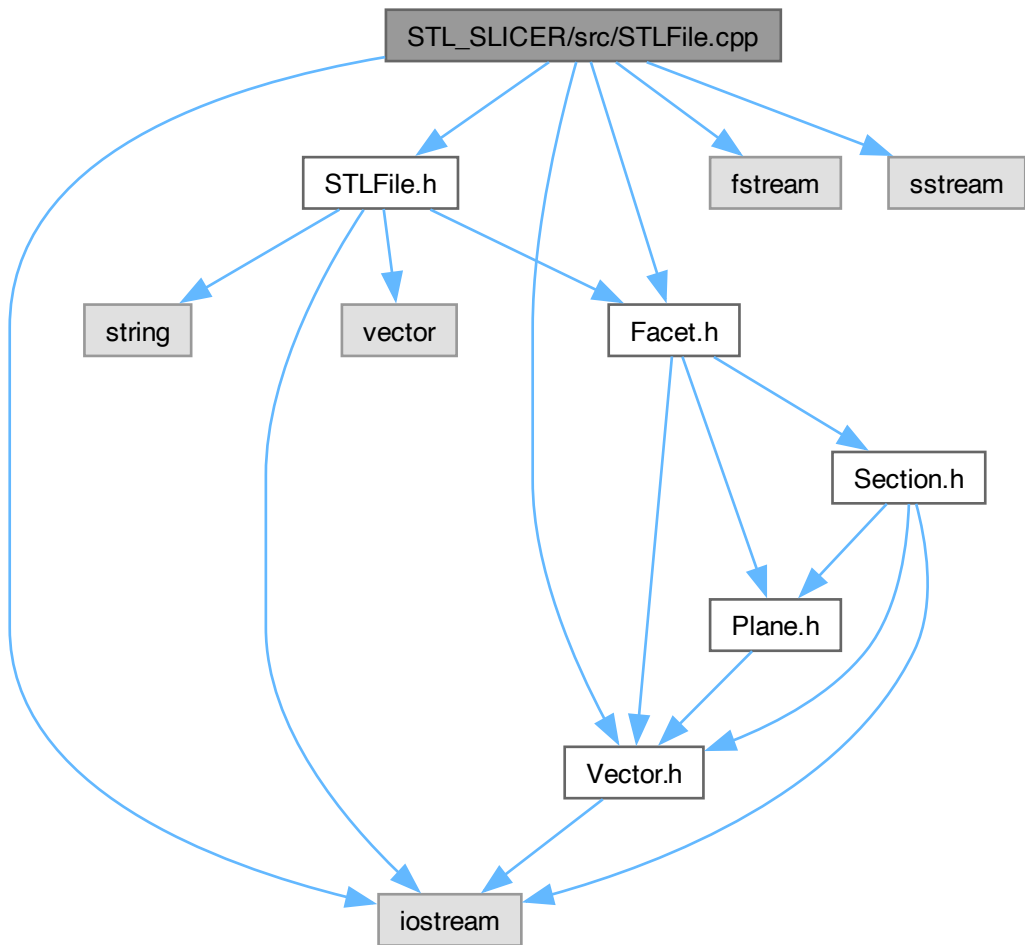 STL_SLICER/src/STLFile.cpp
STLFile.h
fstream
sstream
string
vector
Facet.h
Section.h
Plane.h
Vector.h
iostream